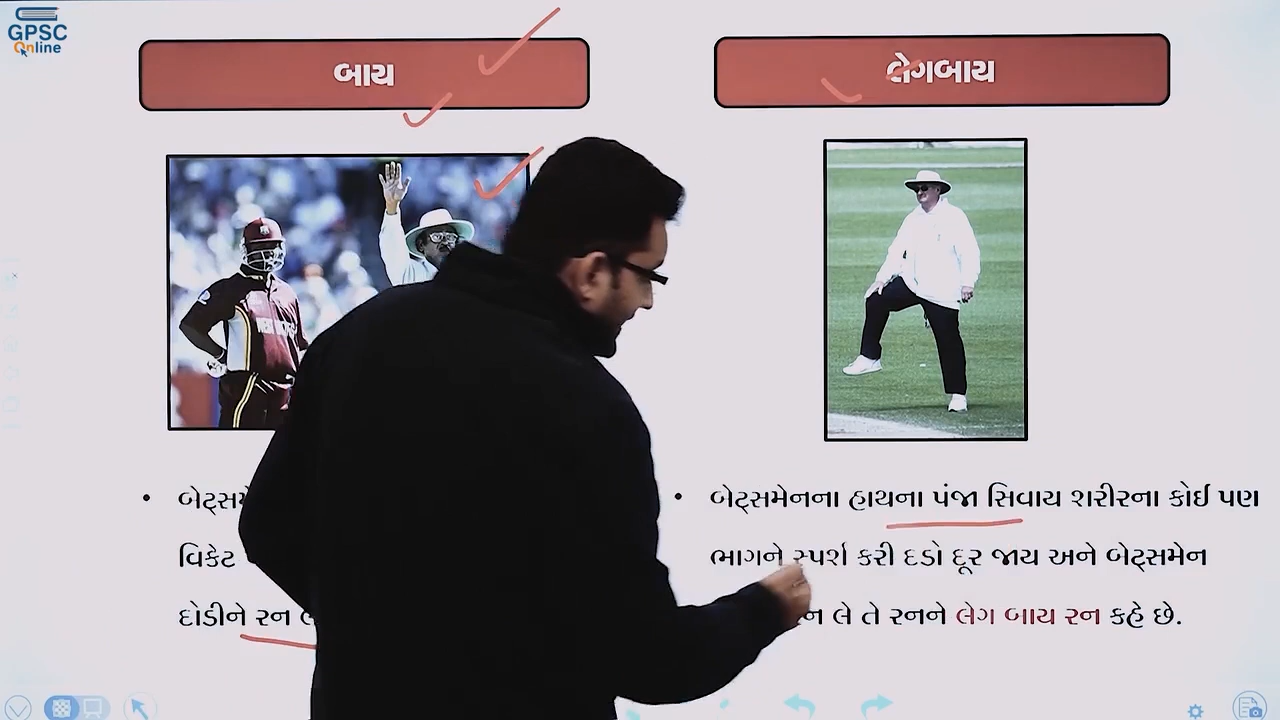 GPSC
Online
બાય
લેગબાય
વિકેટ
દોડીને રન
બેટ્સમેનના હાથના પંજા સિવાય શરીરના કોઈ પણ
ભાગને સ્પર્શ કરી દડો દૂર જાય અને બેટ્સમેન
લે તે રનને લેગ બાય રન કહે છે.